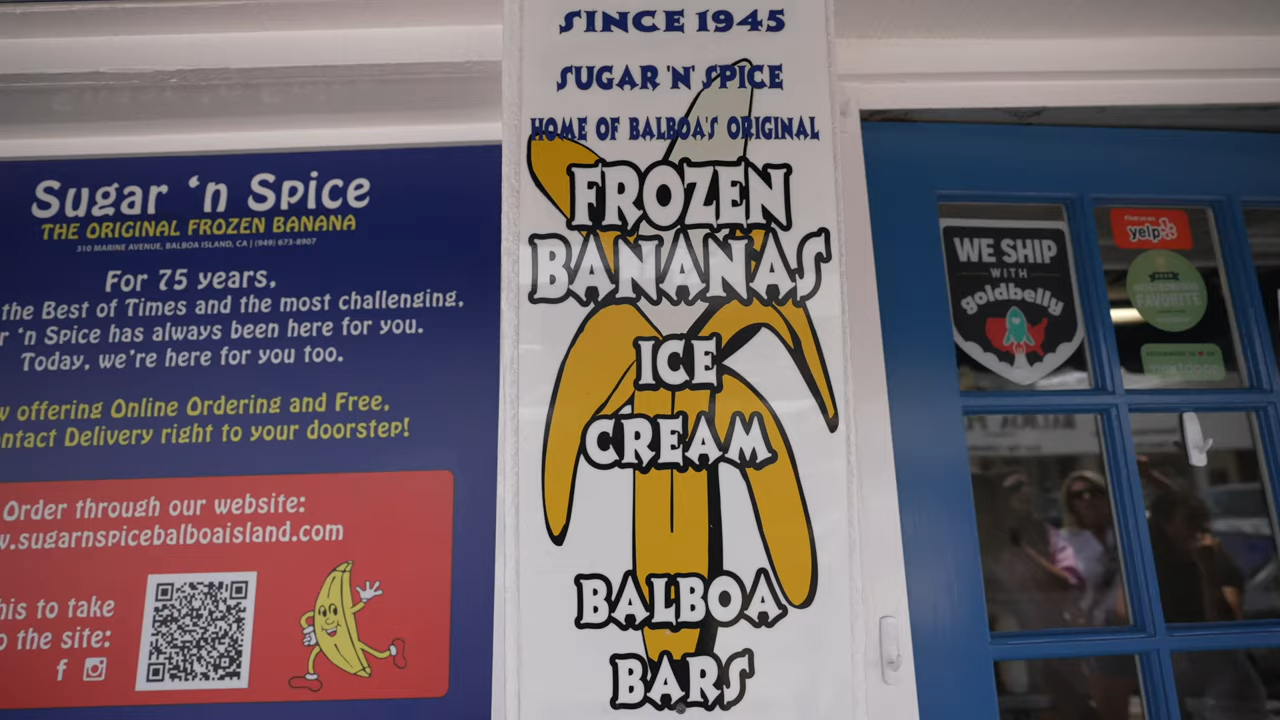 Sugar 'n Spice
THE ORIGINAL FROZEN BANANA
310 MARINE AVENUE, BALBOA ISLAND, CA | (949) 673-8907
For 75 years,
the Best of Times and the most challenging,
'n Spice has always been here for you.
Today, we're here for you too.
offering Online Ordering and Free,
Delivery right to your doorstep!
Order through our website:
.sugarnspicebalboaisland.com
to take
the site:
f
SINCE 1945
SUGAR 'N' SPICE
HOME OF BALBOA'S ORIGINAL
FROZEN
BANANAS
ICE
CREAM
BALBOA
BARS
WE SHIP
WITH
goldbelly
yelp
FAVORITE